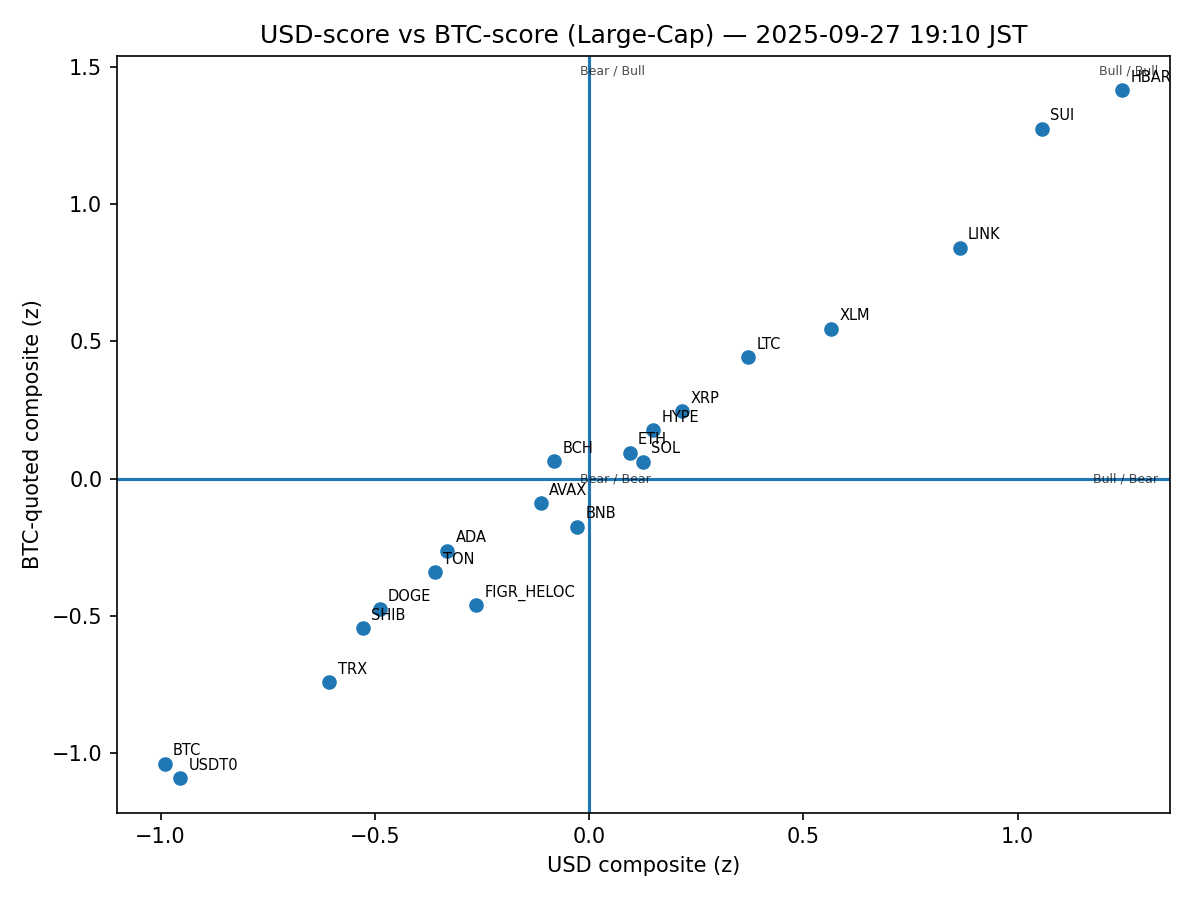 USD-score vs BTC-score (Large-Cap) — 2025-09-27 19:10 JST
1.5
Bear / Bull
Bull / Bull
HBAR
SUI
1.0
LINK
0.5
XLM
LTC
XRP
HYPE
ETH
SOL
BCH
0.0
Bear / Bear
Bull / Bear
AVAX
BNB
ADA
TON
FIGR_HELOC
DOGE
−0.5
SHIB
TRX
−1.0
BTC
USDT0
BTC-quoted composite (z)
−1.0
−0.5
0.0
0.5
1.0
USD composite (z)